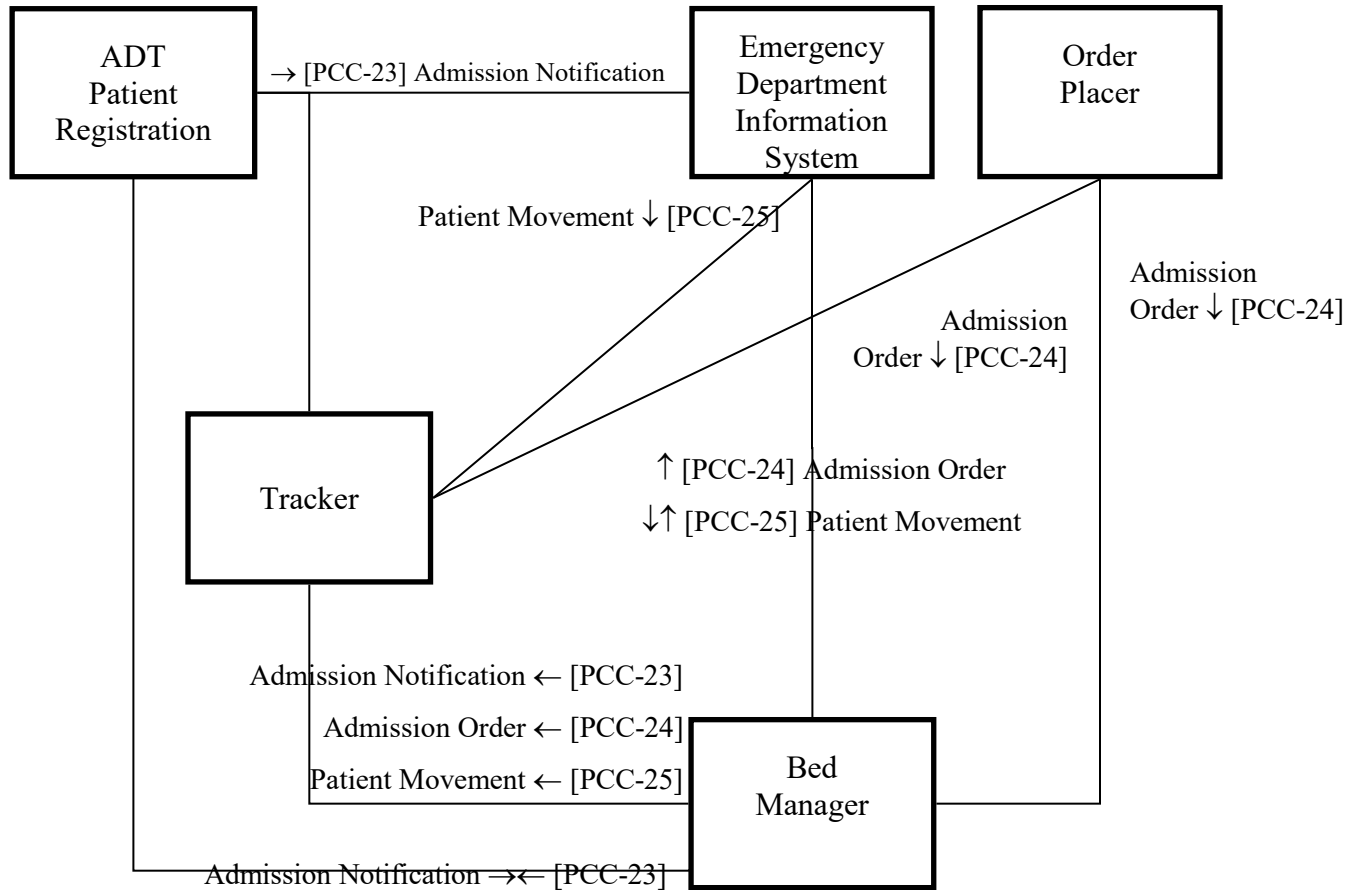 ADT
Patient
Registration
→ [PCC-23] Admission Notification
Emergency
Department
Information
System
Order
Placer
Patient Movement ↓ [PCC-25]
Admission
Order ↓ [PCC-24]
Admission
Order ↓ [PCC-24]
Tracker
↑ [PCC-24] Admission Order
↓↑ [PCC-25] Patient Movement
Admission Notification ← [PCC-23]
Admission Order ← [PCC-24]
Patient Movement ← [PCC-25]
Bed
Manager
Admission Notification →← [PCC-23]